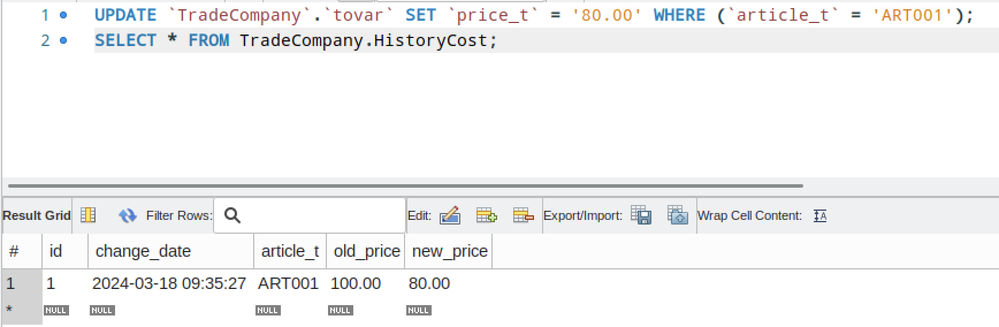 1 UPDATE `TradeCompany`.`tovar` SET `price_t` = '80.00' WHERE (`article_t` = 'ART001');
2 SELECT * FROM TradeCompany.HistoryCost;
Result Grid Filter Rows: Edit: Export/Import: Wrap Cell Content: IA
# id change_date article_t old_price new_price
1 1 2024-03-18 09:35:27 ART001 100.00 80.00
* NULL NULL NULL NULL NULL